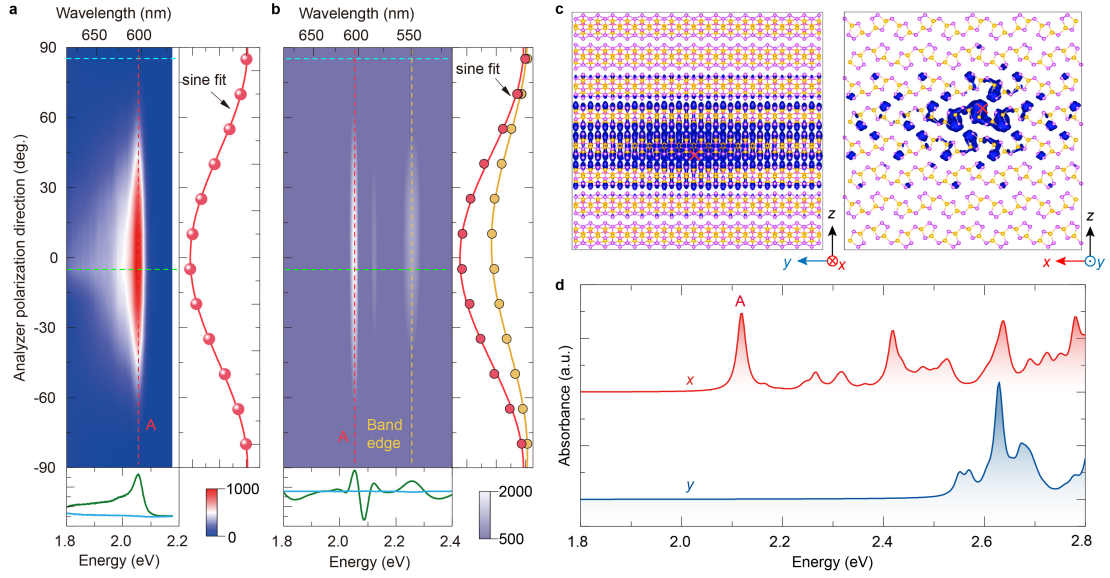 a
Wavelength (nm)
650 600
Analyzer polarization direction (deg.)
90
60
30
0
-30
-60
-90
sine fit
A
1000
0
1.8 2.0 2.2
Energy (eV)
b
Wavelength (nm)
650 600 550
sine fit
A
Band
edge
2000
500
1.8 2.0 2.2 2.4
Energy (eV)
c
z
y
x
z
x
y
d
Absorbance (a.u.)
A
x
y
1.8 2.0 2.2 2.4 2.6 2.8
Energy (eV)